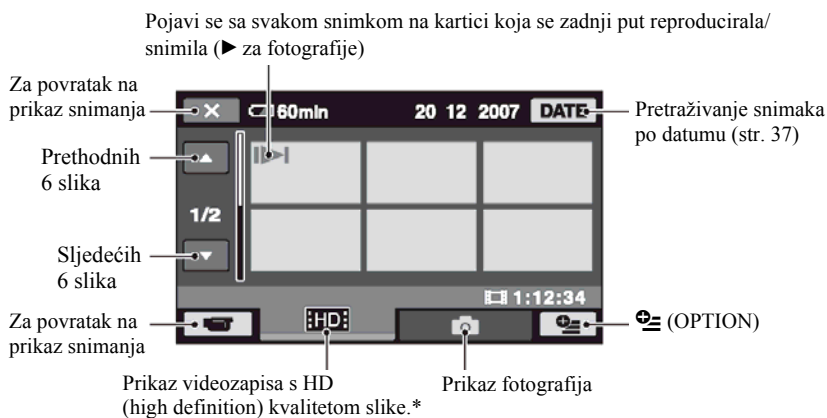 Pojavi se sa svakom snimkom na kartici koja se zadnji put reproducirala/
snimila (► za fotografije)
Za povratak na
prikaz snimanja
60min
20 12 2007
DATE
Pretraživanje snimaka
po datumu (str. 37)
Prethodnih
6 slika
1/2
Sljedećih
6 slika
1:12:34
Za povratak na
prikaz snimanja
HD
(OPTION)
Prikaz videozapisa s HD
(high definition) kvalitetom slike.*
Prikaz fotografija